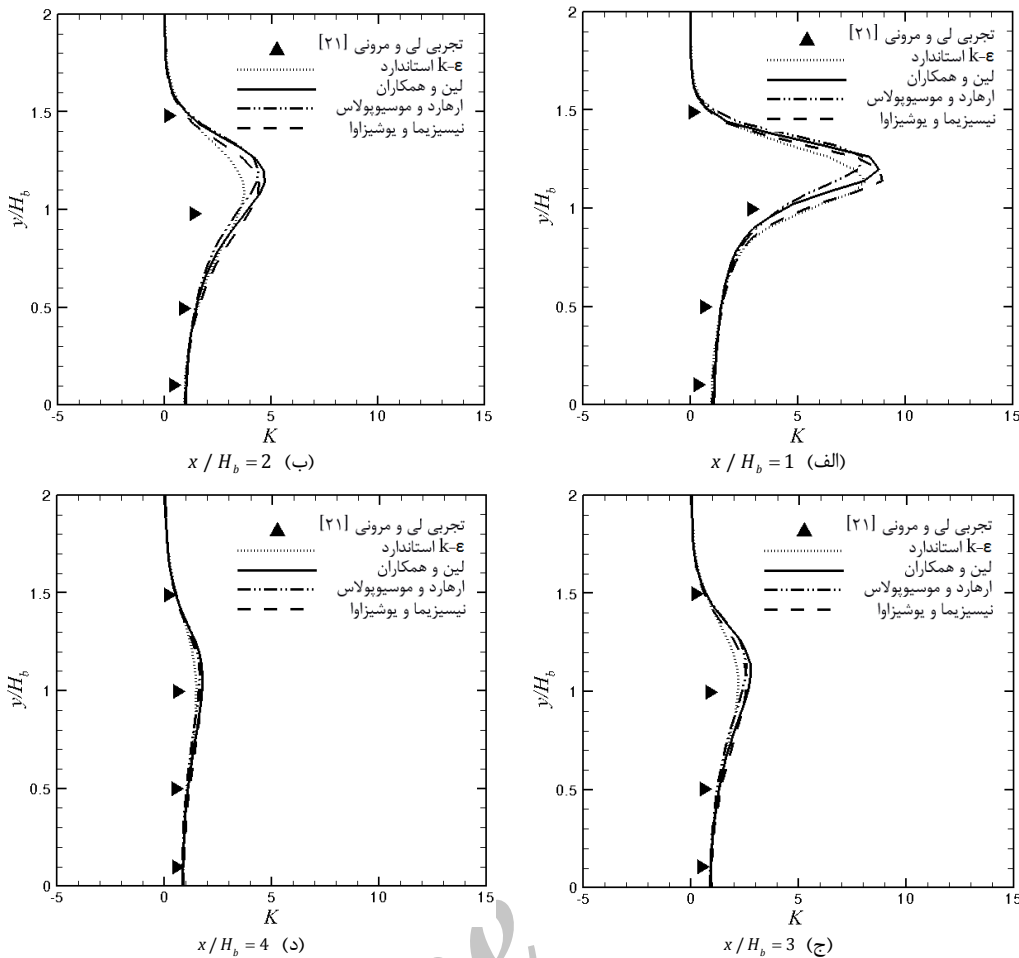 2
1.5
1
0.5
0
-5
0
5
10
15
y/H_b
K
تجربی لی و مرونی [۲۱]
k-ε استاندارد
لین و همکاران
ارهارد و موسیوپولاس
نیسیزیما و یوشیزاوا
(الف) x / H_b = 1
2
1.5
1
0.5
0
-5
0
5
10
15
y/H_b
K
تجربی لی و مرونی [۲۱]
k-ε استاندارد
لین و همکاران
ارهارد و موسیوپولاس
نیسیزیما و یوشیزاوا
(ب) x / H_b = 2
2
1.5
1
0.5
0
-5
0
5
10
15
y/H_b
K
تجربی لی و مرونی [۲۱]
k-ε استاندارد
لین و همکاران
ارهارد و موسیوپولاس
نیسیزیما و یوشیزاوا
(ج) x / H_b = 3
2
1.5
1
0.5
0
-5
0
5
10
15
y/H_b
K
تجربی لی و مرونی [۲۱]
k-ε استاندارد
لین و همکاران
ارهارد و موسیوپولاس
نیسیزیما و یوشیزاوا
(د) x / H_b = 4